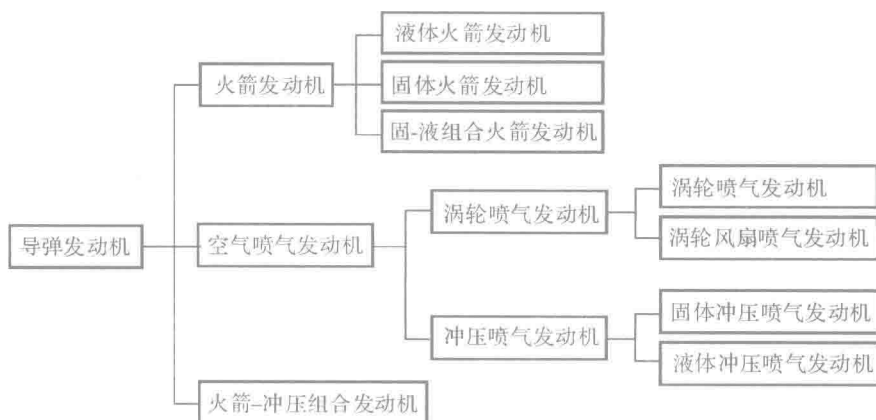 液体火箭发动机
火箭发动机
固体火箭发动机
固-液组合火箭发动机
涡轮喷气发动机
涡轮喷气发动机
导弹发动机
空气喷气发动机
涡轮风扇喷气发动机
固体冲压喷气发动机
冲压喷气发动机
液体冲压喷气发动机
火箭-冲压组合发动机